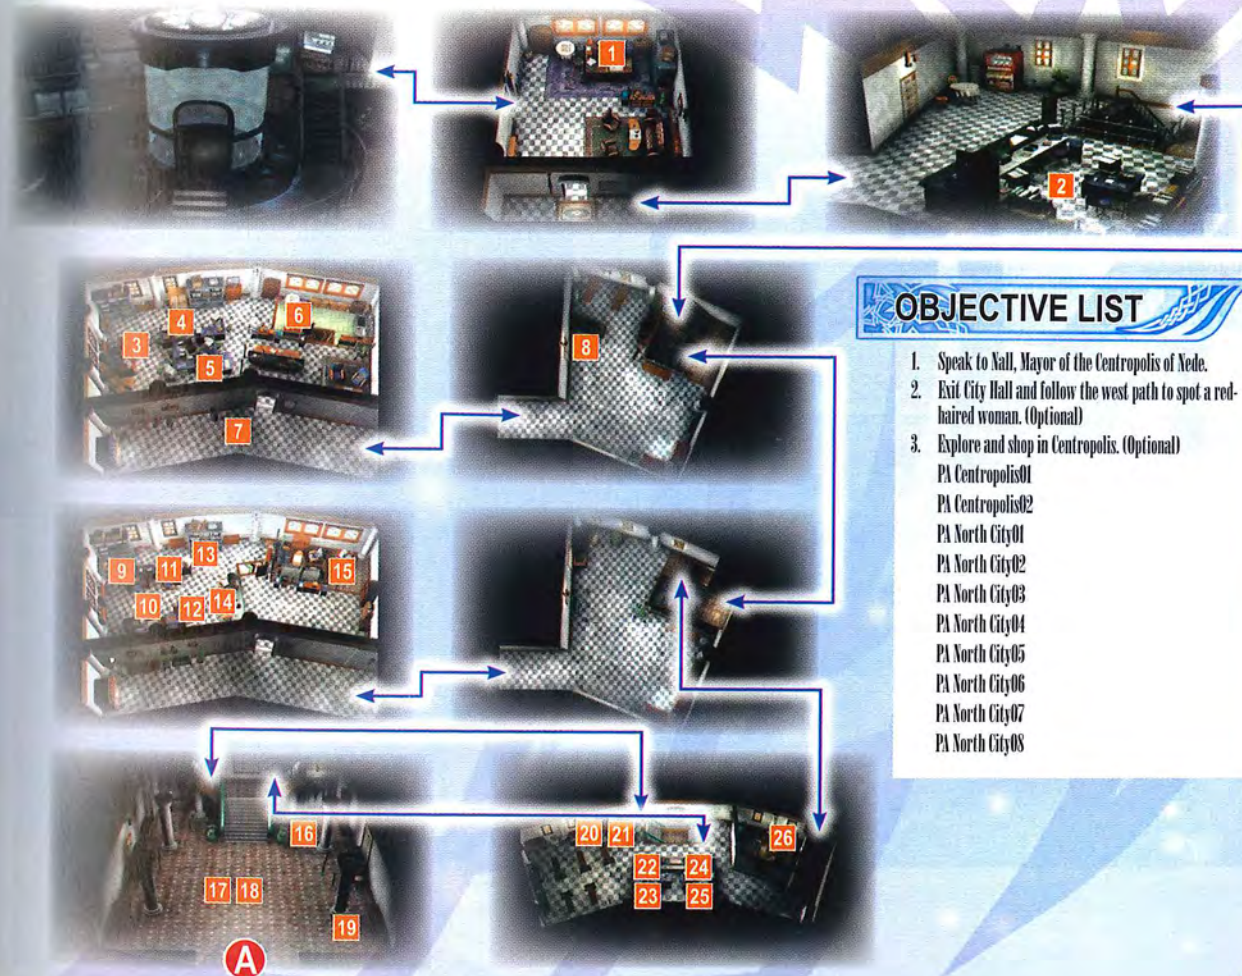 1
2
OBJECTIVE LIST
1. Speak to Nall, Mayor of the Centropolis of Nede.
2. Exit City Hall and follow the west path to spot a red-
haired woman. (Optional)
3. Explore and shop in Centropolis. (Optional)
PA Centropolis01
PA Centropolis02
PA North City01
PA North City02
PA North City03
PA North City04
PA North City05
PA North City06
PA North City07
PA North City08
3
4
5
6
7
8
9
10
11
12
13
14
15
16
17
18
19
A
20
21
22
23
24
25
26